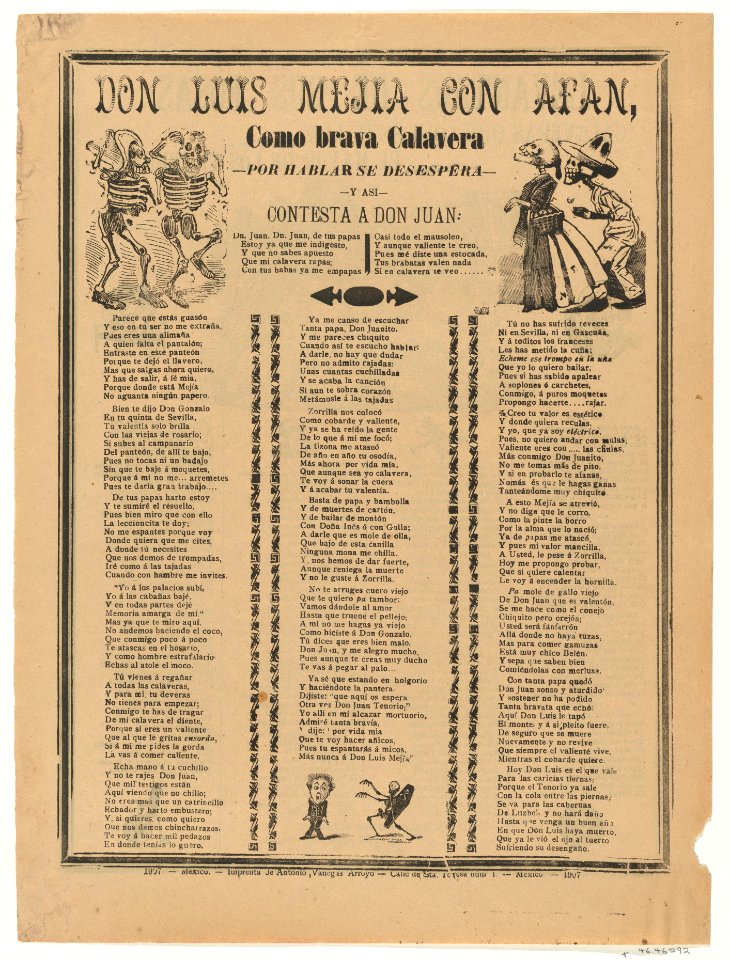 DON LUIS MEJIA CON AFAN,
Como brava Calavera
—POR HABLAR SE DESESPERA—
—Y ASI—
CONTESTA A DON JUAN:
Dn. Juan, Dn. Juan, de tus papas
Estoy ya que me indigesto,
Y que no sabes apuesto
Que mi calavera rapas;
Con tus babas ya me empapas
Casi todo el mausoleo,
Y aunque valiente te creo,
Pues mé diste una estocada,
Tus brabatas valen nada
Si en calavera te veo......
Parece que estás guasón
Y eso en tu ser no me extraña,
Pues eres una alimaña
A quien falta el pantalón;
Entraste en este panteón
Porque te dejó el llavero,
Mas que salgas ahora quiero,
Y has de salir, á fé mia,
Porque donde está Mejía
No aguanta ningún papero.
Bien te dijo Don Gonzalo
En tu quinta de Sevilla,
Tu valentía solo brilla
Con las viejas de rosario;
Si subes al campanario
Del panteón, de allí te bajo,
Pues no tocas ni un badajo
Sin que te baje á moquetes,
Porque á mi no me... arremetes
Pues te daria gran trabajo....
De tus papas harto estoy
Y te sumiré el resuello,
Pues bien miro que con ello
La leccioncita te doy;
No me espantes porque voy
Donde quiera que me cites,
A donde tú necesites
Que nos demos de trompadas,
Iré como á las tajadas
Cuando con hambre me invites.
"Yo á los palacios subí,
Yo á las cabañas bajé,
Y en todas partes dejé
Memoria amarga de mí."
Mas ya que te miro aquí,
No andemos haciendo el coco,
Que conmigo poco á poco
Te atascas en el hosario,
Y como hombre estrafalario
Echas al atole el moco.
Tú vienes á regañar
A todas las calaveras,
Y para mi, tu deveras
No tienes para empezar;
Conmigo te has de tragar
De mi calavera el diente,
Porque si eres un valiente
Que al que le gritas ensorda,
Si á mi me pides la gorda
La vas á comer caliente,
Echa mano á tu cuchillo
Y no te rajes Don Juan,
Que mil testigos están
Aquí viendo que no chillo;
No creamos que un catrincillo
Echador y harto embustero;
Y, si quieres, como quiero
Que nos demos chincharrazos,
Te voy á hacer mil pedazos
En donde tenías lo guero.
Ya me canso de escuchar
Tanta papa, Don Juanito,
Y me pareces chiquito
Cuando así te escucho hablar;
A darle, no hay que dudar
Pero no admito rajadas;
Unas cuantas cuchilladas
Y se acaba la canción
Si aun te sobra corazón
Metámosle á las tajadas
Zorrilla nos colocó
Como cobarde y valiente,
Y ya se ha reído la gente
De lo que á mi me tocó;
La tizona me atascó
De año en año tu osodía,
Más ahora por vida mia,
Que aunque sea yo calavera,
Te voy á sonar la cuera
Y á acabar tu valentía.
Basta de papa y bambolla
Y de muertes de cartón,
Y de bailar de montón
Con Doña Inés ó con Golla;
A darle que es mole de olla,
Que bajo de esta canilla
Ninguna mona me chilla.
Y, nos hemos de dar fuerte,
Aunque reniega la muerte
Y no le guste á Zorrilla.
No te arruges cuero viejo
Que te quiero pa tambor;
Vamos dándole al amor
Hasta que truene el pellejo;
A mi no me hagas ya viejo
Como hiciste á Don Gonzalo.
Tú dices que eres bien malo.
Don Juan, y me alegro mucho,
Pues aunque te creas muy ducho
Te vas á pegar al palo...
Ya só que estando en holgorio
Y haciéndote la pantera
Dijiste: "que aquí os espera
Otra vez Don Juan Tenorio;"
Yo alli en mi alcazar mortuorio,
Admiré tanta bravía,
Y dije: por vida mia
Que te voy hacer añicos,
Pues tu espantarás á micos,
Más nunca á Don Luis Mejía"
Tú no has sufrido reveces
Ni en Sevilla, ni en Gascuña,
Y á toditos los franceses
Les has metido la cuña;
Echeme ese trompo en la uña
Que yo lo quiero bailar,
Pues si has sabido apalear
A soplones ó carchetes,
Conmigo, á puros moquetes
Propongo hacerte....rajar.
Creo tu valor es estérico
Y donde quiera reculas,
Y yo, que ya soy eléctrico,
Pues, no quiero andar con mulas;
Valiente eres con .... las chulas,
Más conmigo Don Juanito,
No me tomas más de pito,
Y si en probarlo te afanas,
Nomás és que le hagas ganas
Tanteándome muy chiquito
A esto Mejía se atrevió,
Y no diga que le corro,
Como la pinte la borro
Por la alma que lo nació;
Ya de papas me atascó,
Y pues mi valor mancilla,
A Usted, le pese á Zorrilla,
Hoy me propongo probar,
Que si quiere calentar
Le voy á encender la hornilla.
Pa mole de gallo viejo
De Don Juan que es valentón,
Se me hace como el conejo
Chiquito pero orejón;
Usted será fanfarrón
Allá donde no haya tuzas,
Mas para comer gamuzas
Está muy chico Belén,
Y sepa que saben bien
Comiéndolas con merluza.
Con tanta papa quedó
Don Juan sonso y aturdido
Y sostener no ha podido
Tanta bravata que echó:
Aquí Don Luis le tapó
El monte y á si pleito fuere,
De seguro que se muere
Nuevamente y no revive
Que siempre el valiente vive,
Mientras el cobarde quiere.
Hoy Don Luis es el que vale
Para las caricias tiernas;
Porque el Tenorio ya sale
Con la cola entre las piernas;
Se va para las cabernas
De Luzbel, y no hará daño
Hasta que venga un buen año
En que Don Luis haya muerto,
Que ya le vió el ojo al tuerto
Sufriendo su desengaño.
1907 — México. — Imprenta de Antonio Vanegas Arroyo — Calle de Sta. Teresa núm 1. — México — 1907
46.46.292